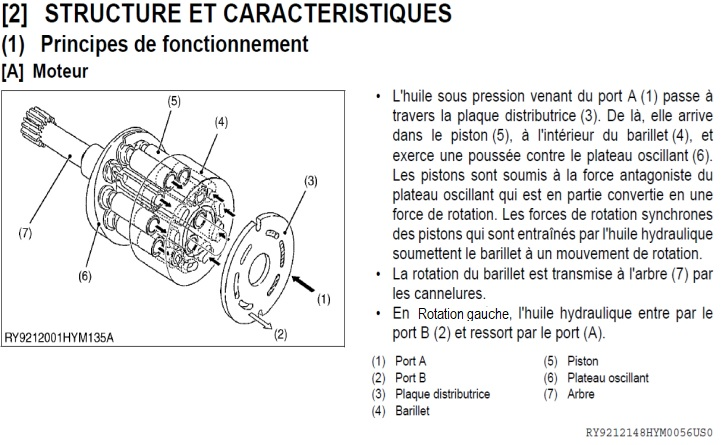 [2] STRUCTURE ET CARACTERISTIQUES
(1) Principes de fonctionnement
[A] Moteur
(5)
(4)
(3)
(7)
(6)
(1)
(2)
RY9212001HYM135A
• L'huile sous pression venant du port A (1) passe à
travers la plaque distributrice (3). De là, elle arrive
dans le piston (5), à l'intérieur du barillet (4), et
exerce une poussée contre le plateau oscillant (6).
Les pistons sont soumis à la force antagoniste du
plateau oscillant qui est en partie convertie en une
force de rotation. Les forces de rotation synchrones
des pistons qui sont entraînés par l'huile hydraulique
soumettent le barillet à un mouvement de rotation.
• La rotation du barillet est transmise à l'arbre (7) par
les cannelures.
• En Rotation gauche, l'huile hydraulique entre par le
port B (2) et ressort par le port (A).
(1) Port A
(2) Port B
(3) Plaque distributrice
(4) Barillet
(5) Piston
(6) Plateau oscillant
(7) Arbre
RY9212148HYM0056US0